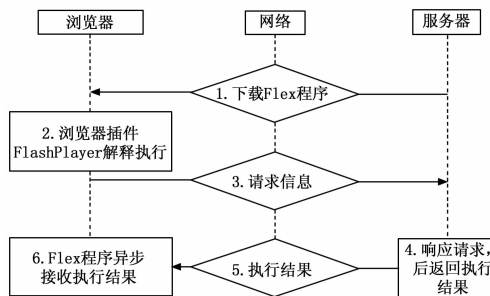 浏览器
网络
服务器
1.下载Flex程序
2.浏览器插件
FlashPlayer解释执行
3.请求信息
4.响应请求,
后返回执行
结果
5.执行结果
6.Flex程序异步
接收执行结果